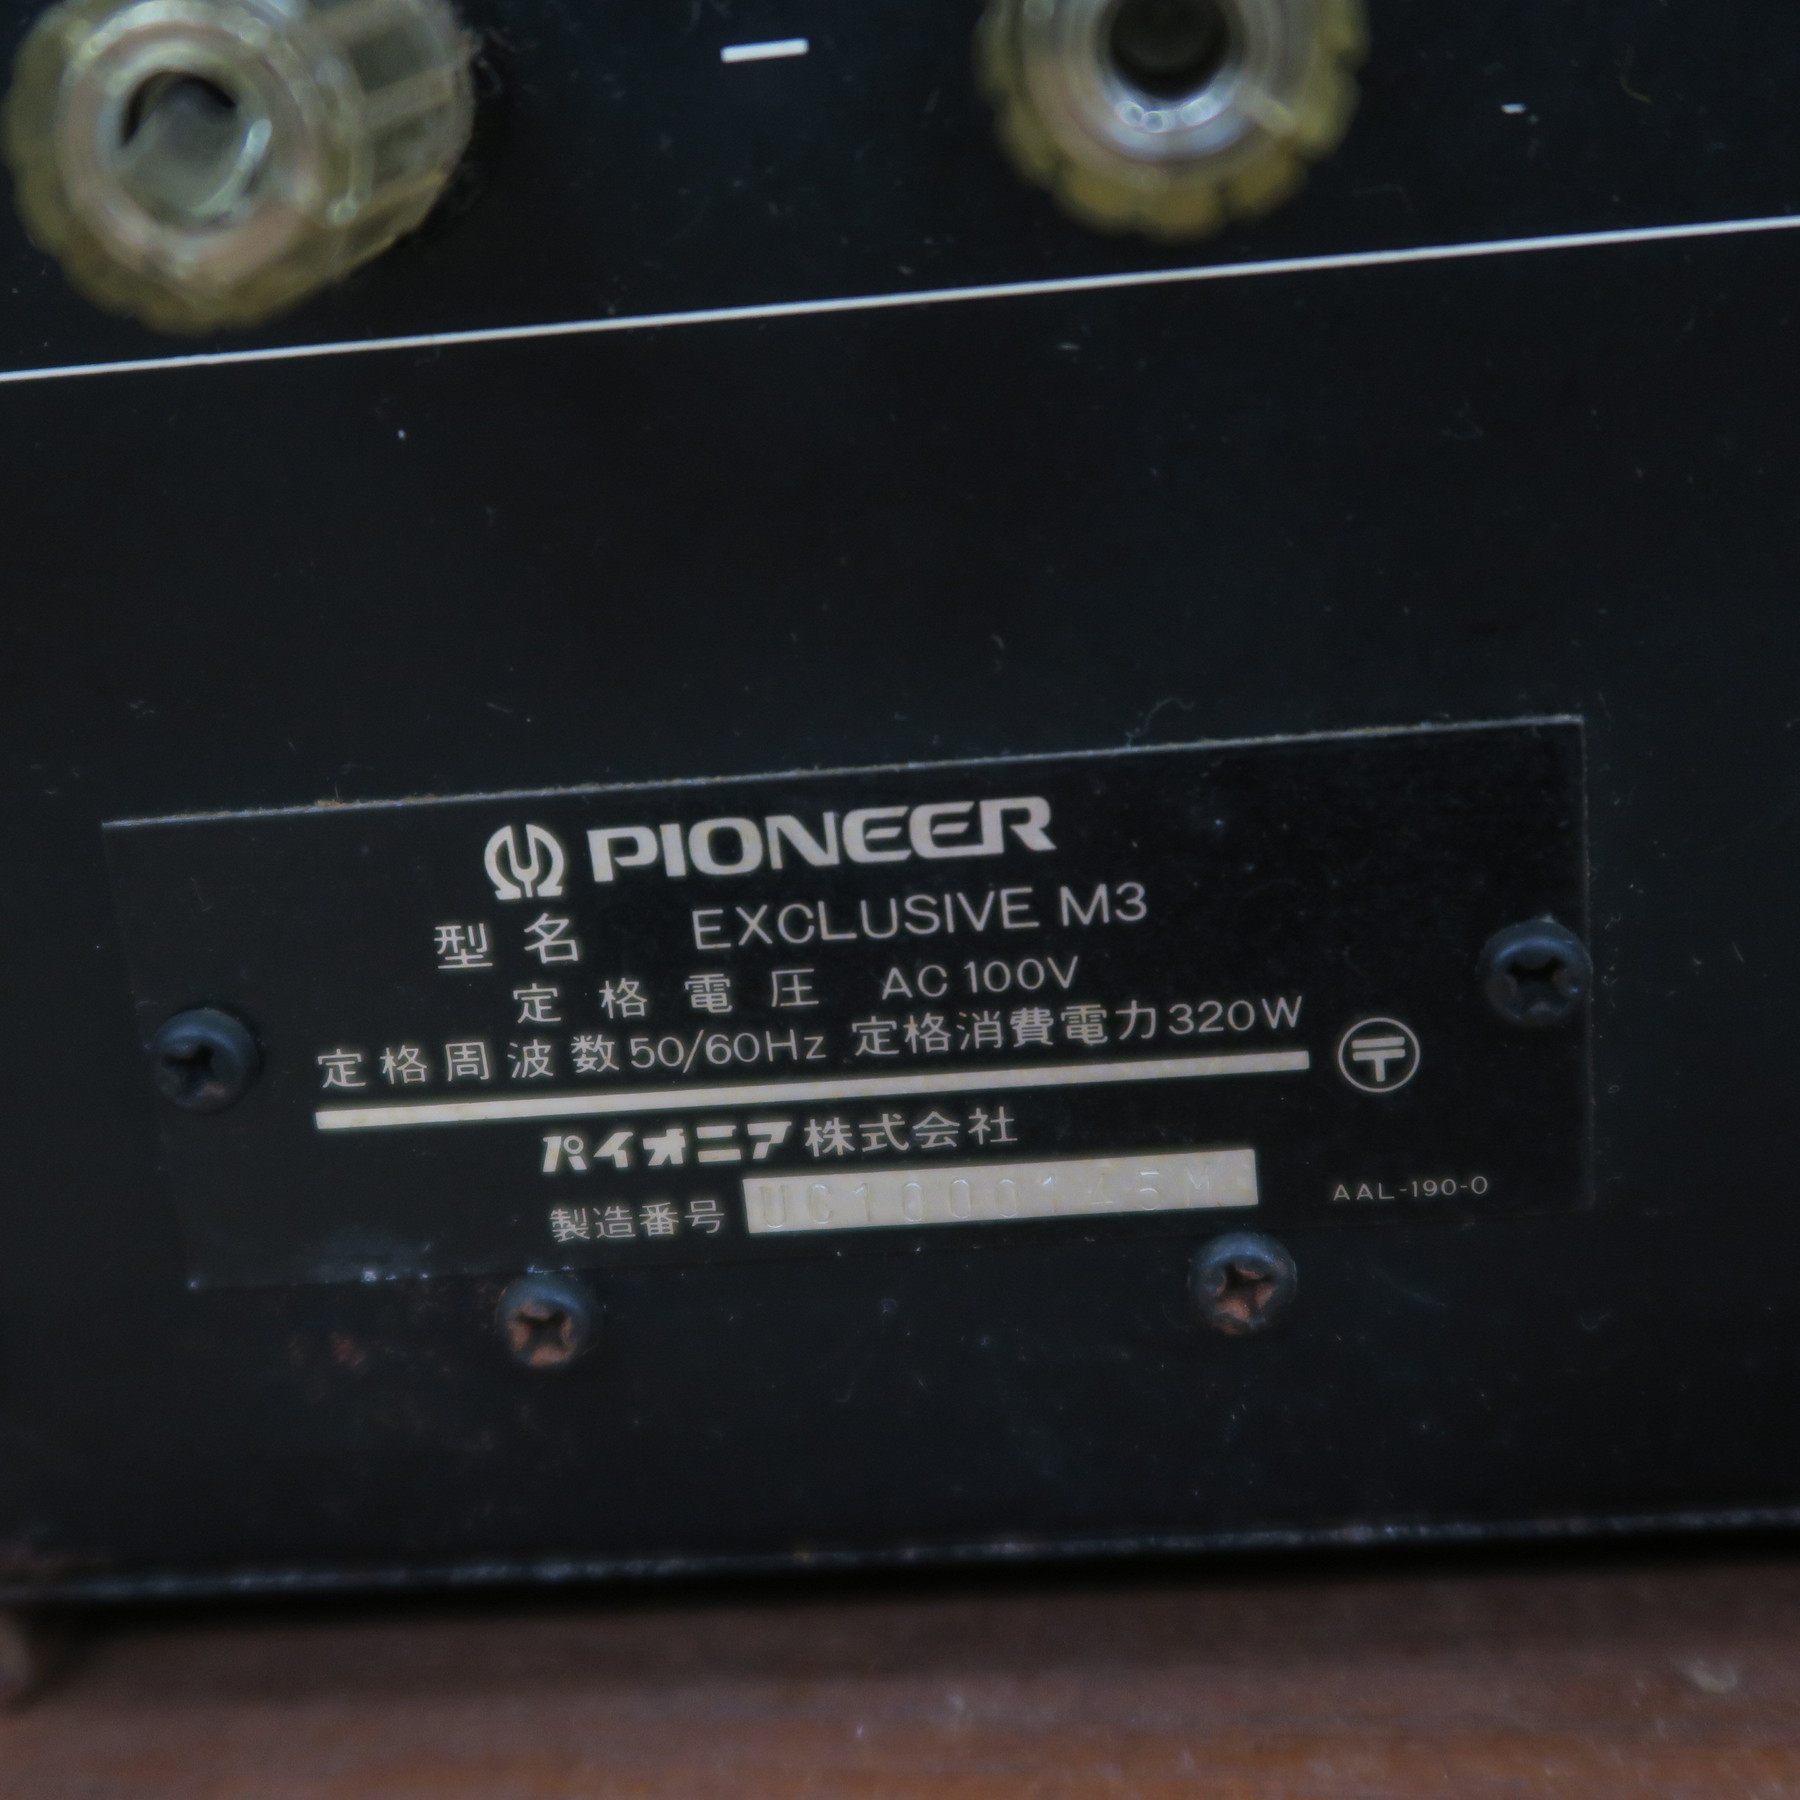 PIONEER
型名 EXCLUSIVE M3
定格電圧 AC 100V
定格周波数50/60Hz 定格消費電力320W
パイオニア株式会社
製造番号
AAL-190-0